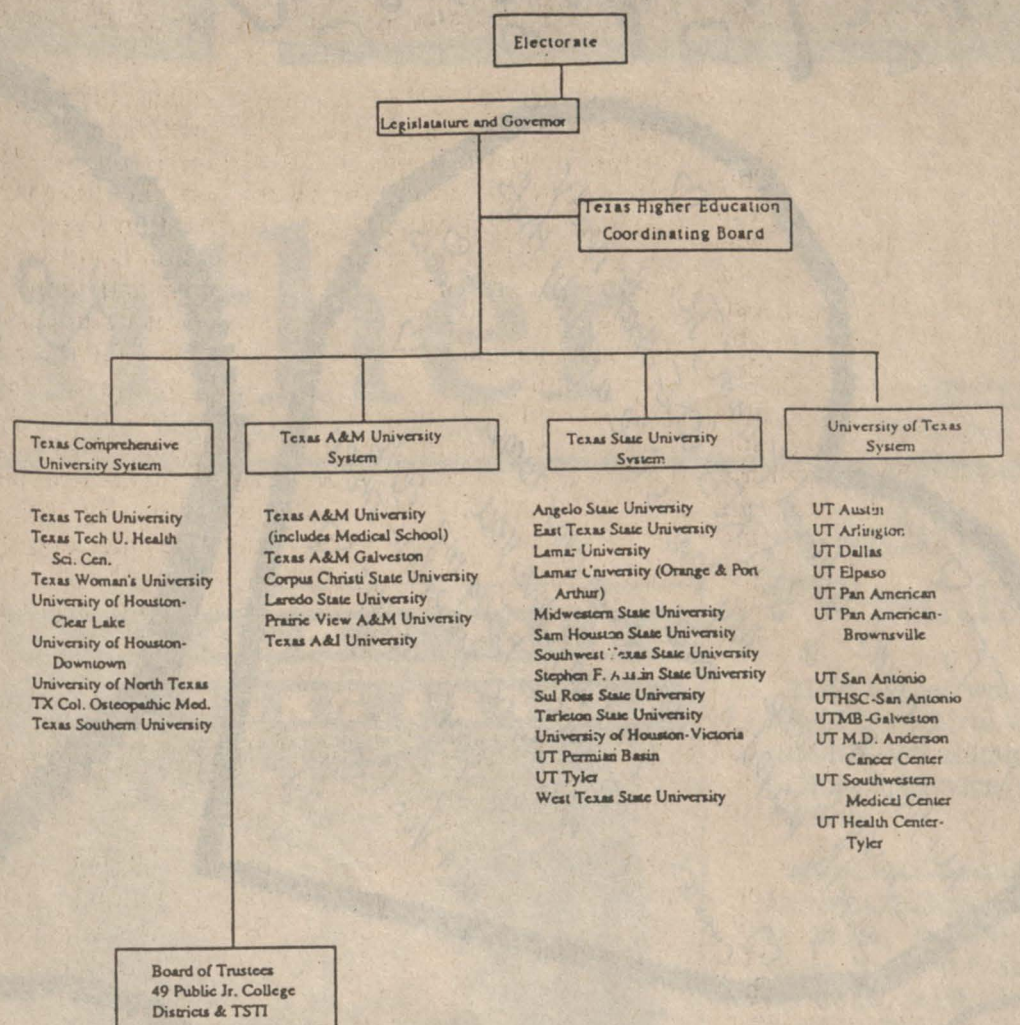 Electorate
Legislatature and Governor
Texas Higher Education
Coordinating Board
Texas Comprehensive
University System
Texas Tech University
Texas Tech U. Health
Sci. Cen.
Texas Woman's University
University of Houston-
Clear Lake
University of Houston-
Downtown
University of North Texas
TX Col. Osteopathic Med.
Texas Southern University
Texas A&M University
System
Texas A&M University
(includes Medical School)
Texas A&M Galveston
Corpus Christi State University
Laredo State University
Prairie View A&M University
Texas A&I University
Texas State University
System
Angelo State University
East Texas State University
Lamar University
Lamar University (Orange & Port
Arthur)
Midwestern State University
Sam Houston State University
Southwest Texas State University
Stephen F. Austin State University
Sul Ross State University
Tarleton State University
University of Houston-Victoria
UT Permian Basin
UT Tyler
West Texas State University
University of Texas
System
UT Austin
UT Arlington
UT Dallas
UT Elpaso
UT Pan American
UT Pan American-
Brownsville
UT San Antonio
UTHSC-San Antonio
UTMB-Galveston
UT M.D. Anderson
Cancer Center
UT Southwestern
Medical Center
UT Health Center-
Tyler
Board of Trustees
49 Public Jr. College
Districts & TSTI